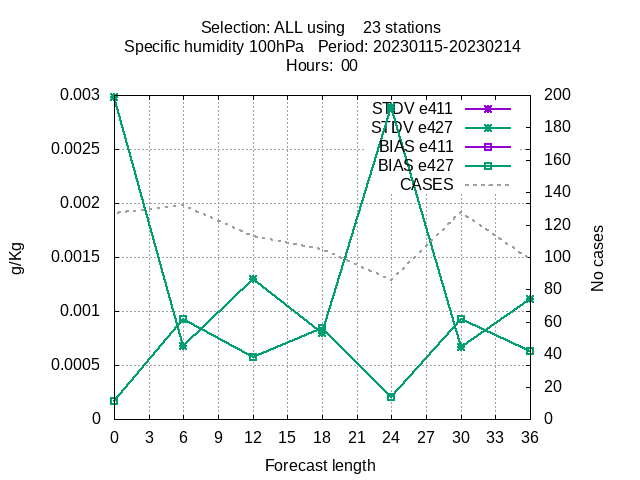 Selection: ALL using    23 stations
Specific humidity 100hPa   Period: 20230115-20230214
Hours:  00
0.003
0.0025
0.002
0.0015
0.001
0.0005
0
200
180
160
140
120
100
80
60
40
20
0
STDV e411
STDV e427
BIAS e411
BIAS e427
CASES
g/Kg
No cases
0 3 6 9 12 15 18 21 24 27 30 33 36
Forecast length